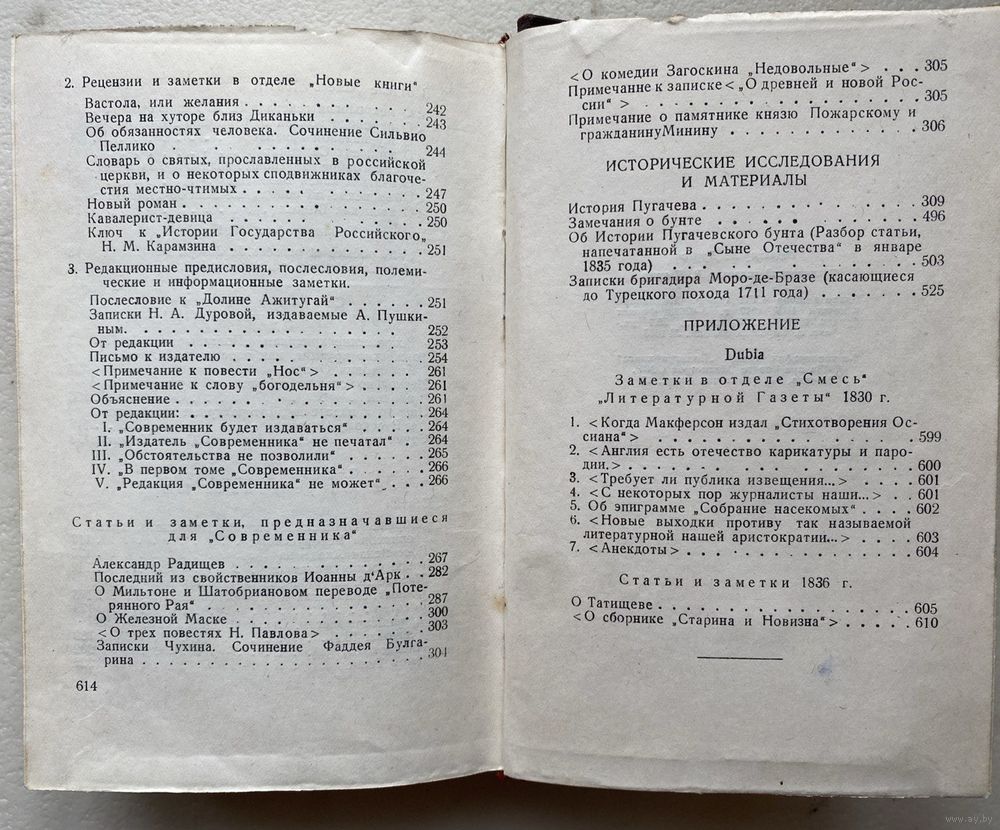 2. Рецензии и заметки в отделе „Новые книги“
Вастола, или желания . . . . . . . . . 242
Вечера на хуторе близ Диканьки . . . . . . . 243
Об обязанностях человека. Сочинение Сильвио
Пеллико . . . . . . . . . . 244
Словарь о святых, прославленных в российской
церкви, и о некоторых сподвижниках благоче-
стия местно-чтимых . . . . . . . . 247
Новый роман . . . . . . . . . . . 250
Кавалерист-девица . . . . . . . . . . 250
Ключ к „Истории Государства Российского„
Н. М. Карамзина . . . . . . . . . 251
3. Редакционные предисловия, послесловия, полеми-
ческие и информационные заметки.
Послесловие к „Долине Ажитугай“ . . . . . . 251
Записки Н. А. Дуровой, издаваемые А. Пушки-
ным. . . . . . . . . . . . 252
От редакции . . . . . . . . . . . 253
Письмо к издателю . . . . . . . . . 254
<Примечание к повести „Нос“> . . . . . . 261
<Примечание к слову „богодельня“> . . . . 261
Объяснение . . . . . . . . . . . 261
От редакции: . . . . . . . . . . . 264
I. „Современник будет издаваться“ . . . . . 264
II. „Издатель „Современника“ не печатал“ . 264
III. „Обстоятельства не позволили“ . . . . . 265
IV. „В первом томе „Современника“ . . . . . 266
V. „Редакция „Современника“ не может“ . . . 266
Статьи и заметки, предназначавшиеся
для „Современника“
Александр Радищев . . . . . . . . . . 267
Последний из свойственников Иоанны д‘Арк . . 282
О Мильтоне и Шатобриановом переводе „Поте-
рянного Рая“ . . . . . . . . . . 287
О Железной Маске . . . . . . . . . . 300
<О трех повестях Н. Павлова> . . . . . . 303
Записки Чухина. Сочинение Фаддея Булга-
рина . . . . . . . . . . . . . 304
614
<О комедии Загоскина „Недовольные“> . . . 305
Примечание к записке <„О древней и новой Рос-
сии“ > . . . . . . . . . . . . 305
Примечание о памятнике князю Пожарскому и
гражданинуМинину . . . . . . . . . 306
ИСТОРИЧЕСКИЕ ИССЛЕДОВАНИЯ
И МАТЕРИАЛЫ
История Пугачева . . . . . . . . . . 309
Замечания о бунте . . . . . . . . . . 496
Об Истории Пугачевского бунта (Разбор статьи,
напечатанной в „Сыне Отечества“ в январе
1835 года) . . . . . . . . . . . 503
Записки бригадира Моро-де-Бразе (касающиеся
до Турецкого похода 1711 года) . . . . . . . 525
ПРИЛОЖЕНИЕ
Dubia
Заметки в отделе „Смесь“
„Литературной Газеты“ 1830 г.
1. <Когда Макферсон издал „Стихотворения Ос-
сиана“> . . . . . . . . . . . . 599
2. <Англия есть отечество карикатуры и паро-
дии.> . . . . . . . . . . . . . 600
3. <Требует ли публика извещения...> . . . . 601
4. <С некоторых пор журналисты наши...> . . 601
5. Об эпиграмме „Собрание насекомых“ . . . . 602
6. <Новые выходки противу так называемой
литературной нашей аристократии...> . . . 603
7. <Анекдоты> . . . . . . . . . . . 604
Статьи и заметки 1836 г.
О Татищеве . . . . . . . . . . . . 605
<О сборнике „Старина и Новизна“> . . . . . 610
www.ay.by